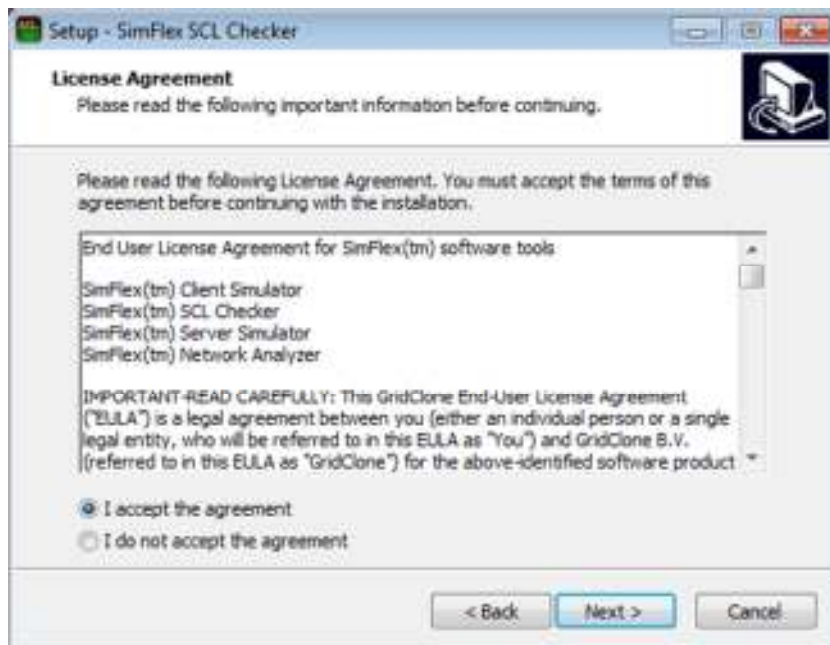 Setup - SimFlex SCL Checker
License Agreement
Please read the following important information before continuing.
Please read the following License Agreement. You must accept the terms of this
agreement before continuing with the installation.
End User License Agreement for SimFlex(tm) software tools
SimFlex(tm) Client Simulator
SimFlex(tm) SCL Checker
SimFlex(tm) Server Simulator
SimFlex(tm) Network Analyzer
IMPORTANT-READ CAREFULLY: This GridClone End-User License Agreement
("EULA") is a legal agreement between you (either an individual person or a single
legal entity, who will be referred to in this EULA as "You") and GridClone B.V.
(referred to in this EULA as "GridClone") for the above-identified software product
I accept the agreement
I do not accept the agreement
< Back Next > Cancel